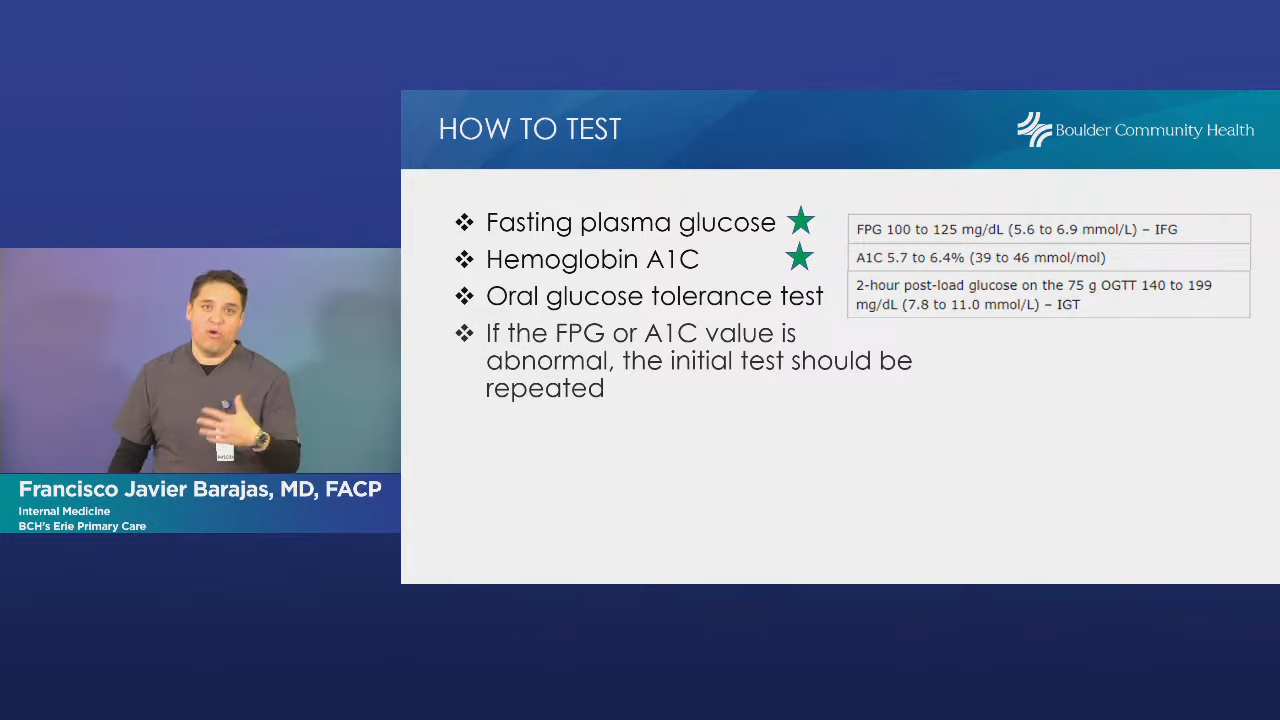 HOW TO TEST
Boulder Community Health
❖ Fasting plasma glucose
❖ Hemoglobin A1C
❖ Oral glucose tolerance test
❖ If the FPG or A1C value is
abnormal, the initial test should be
repeated
FPG 100 to 125 mg/dL (5.6 to 6.9 mmol/L) – IFG
A1C 5.7 to 6.4% (39 to 46 mmol/mol)
2-hour post-load glucose on the 75 g OGTT 140 to 199
mg/dL (7.8 to 11.0 mmol/L) – IGT
Francisco Javier Barajas, MD, FACP
Internal Medicine
BCH's Erie Primary Care